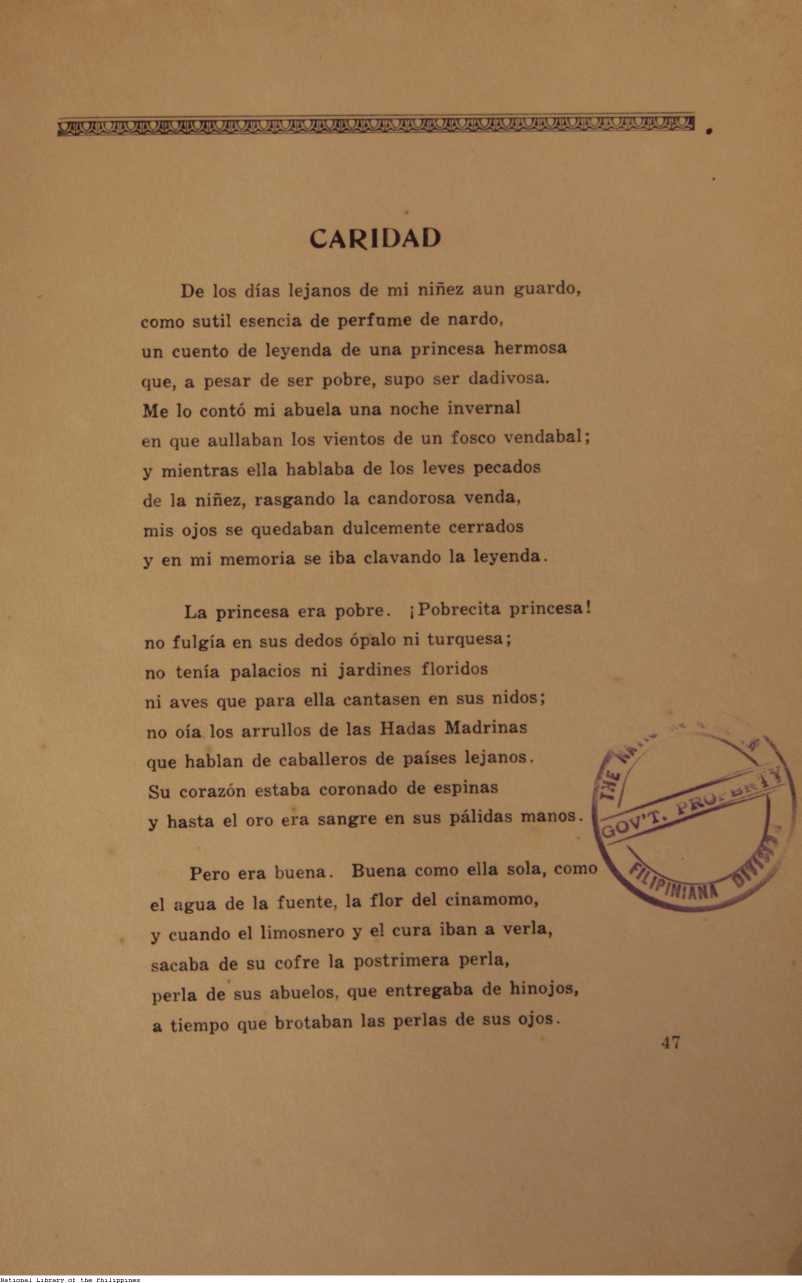 CARIDAD
De los días lejanos de mi niñez aun guardo,
como sutil esencia de perfume de nardo,
un cuento de leyenda de una princesa hermosa
que, a pesar de ser pobre, supo ser dadivosa.
Me lo contó mi abuela una noche invernal
en que aullaban los vientos de un fosco vendabal;
y mientras ella hablaba de los leves pecados
de la niñez, rasgando la candorosa venda,
mis ojos se quedaban dulcemente cerrados
y en mi memoria se iba clavando la leyenda.
La princesa era pobre. ¡Pobrecita princesa!
no fulgía en sus dedos ópalo ni turquesa;
no tenía palacios ni jardines floridos
ni aves que para ella cantasen en sus nidos;
no oía los arrullos de las Hadas Madrinas
que hablan de caballeros de países lejanos.
Su corazón estaba coronado de espinas
y hasta el oro era sangre en sus pálidas manos.
Pero era buena. Buena como ella sola, como
el agua de la fuente, la flor del cinamomo,
y cuando el limosnero y el cura iban a verla,
sacaba de su cofre la postrimera perla,
perla de sus abuelos, que entregaba de hinojos,
a tiempo que brotaban las perlas de sus ojos.
47
THE
GOV'T. PROPERTY
FILIPINIANA DIVISION
National Library of the Philippines